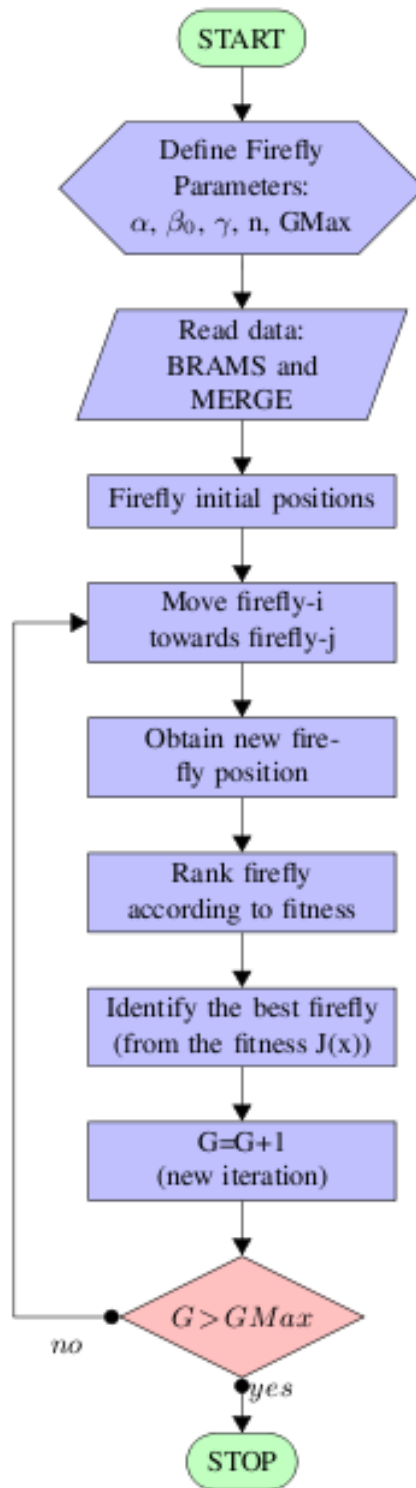 START
Define Firefly
Parameters:
α, β₀, γ, n, GMax
Read data:
BRAMS and
MERGE
Firefly initial positions
Move firefly-i
towards firefly-j
Obtain new fire-
fly position
Rank firefly
according to fitness
Identify the best firefly
(from the fitness J(x))
G=G+1
(new iteration)
G>GMax
no
yes
STOP